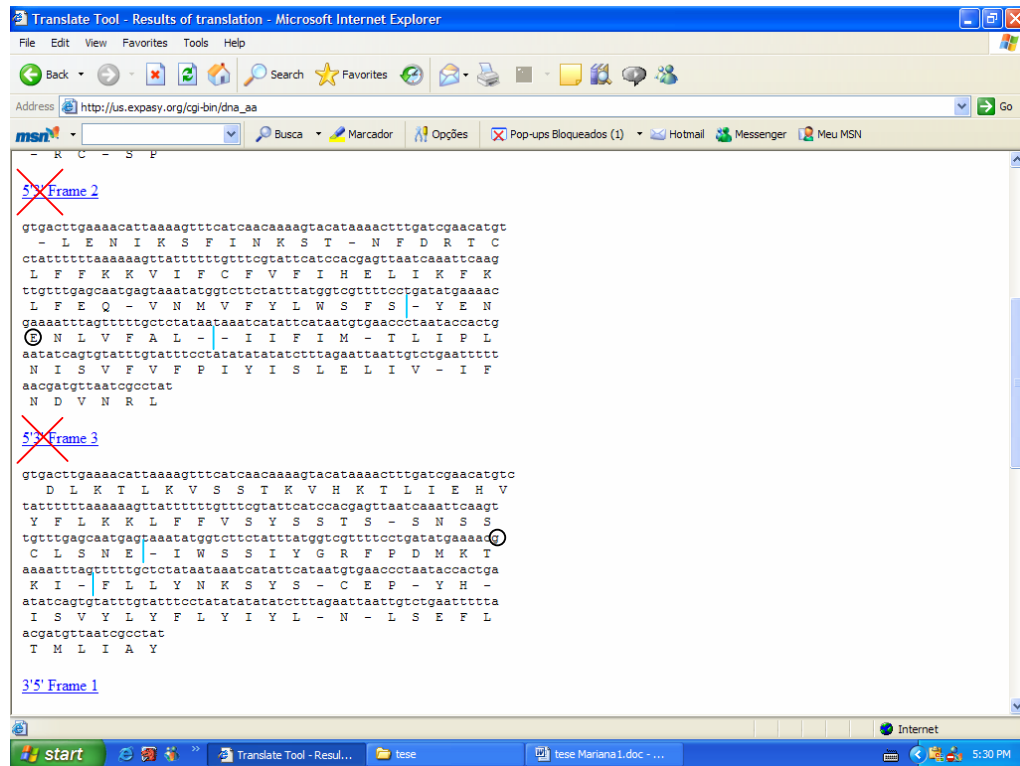 Translate Tool - Results of translation - Microsoft Internet Explorer
File Edit View Favorites Tools Help
Back Search Favorites
Address http://us.expasy.org/cgi-bin/dna_aa Go
msn Busca Marcador Opções Pop-ups Bloqueados (1) Hotmail Messenger Meu MSN
- R C - S P
5'3' Frame 2
gtgacttgaaaacattaaaagtttcatcaacaaaagtacataaaactttgatcgaacatgt
- L E N I K S F I N K S T - N F D R T C
ctattttttaaaaaagttatttttttgtttcgtattcatccacgagttaatcaaattcaag
L F F K K V I F C F V F I H E L I K F K
ttgtttgagcaatgagtaaatatggtcttctatttatggtcgttttcctgatatgaaaac
L F E Q - V N M V F Y L W S F S - Y E N
gaaaatttagtttttgctctataataaatcatattcataatgtgaaccctaataccactg
E N L V F A L - - I I F I M - T L I P L
aatatcagtgtatttgtatttcctatatatatatctttagaattaattgtctgaattttt
N I S V F V F P I Y I S L E L I V - I F
aacgatgttaatcgcctat
N D V N R L
5'3' Frame 3
gtgacttgaaaacattaaaagtttcatcaacaaaagtacataaaactttgatcgaacatgtc
D L K T L K V S S T K V H K T L I E H V
tattttttaaaaaagttatttttttgtttcgtattcatccacgagttaatcaaattcaagt
Y F L K K L F F V S Y S S T S - S N S S
tgtttgagcaatgagtaaatatggtcttctatttatggtcgttttcctgatatgaaaacg
C L S N E - I W S S I Y G R F P D M K T
aaaatttagtttttgctctataataaatcatattcataatgtgaaccctaataccactga
K I - F L L Y N K S Y S - C E P - Y H -
atatcagtgtatttgtatttcctatatatatatctttagaattaattgtctgaattttta
I S V Y L Y F L Y I Y L - N - L S E F L
acgatgttaatcgcctat
T M L I A Y
3'5' Frame 1
Internet
start Translate Tool - Resul... tese tese Mariana1.doc - ... 5:30 PM